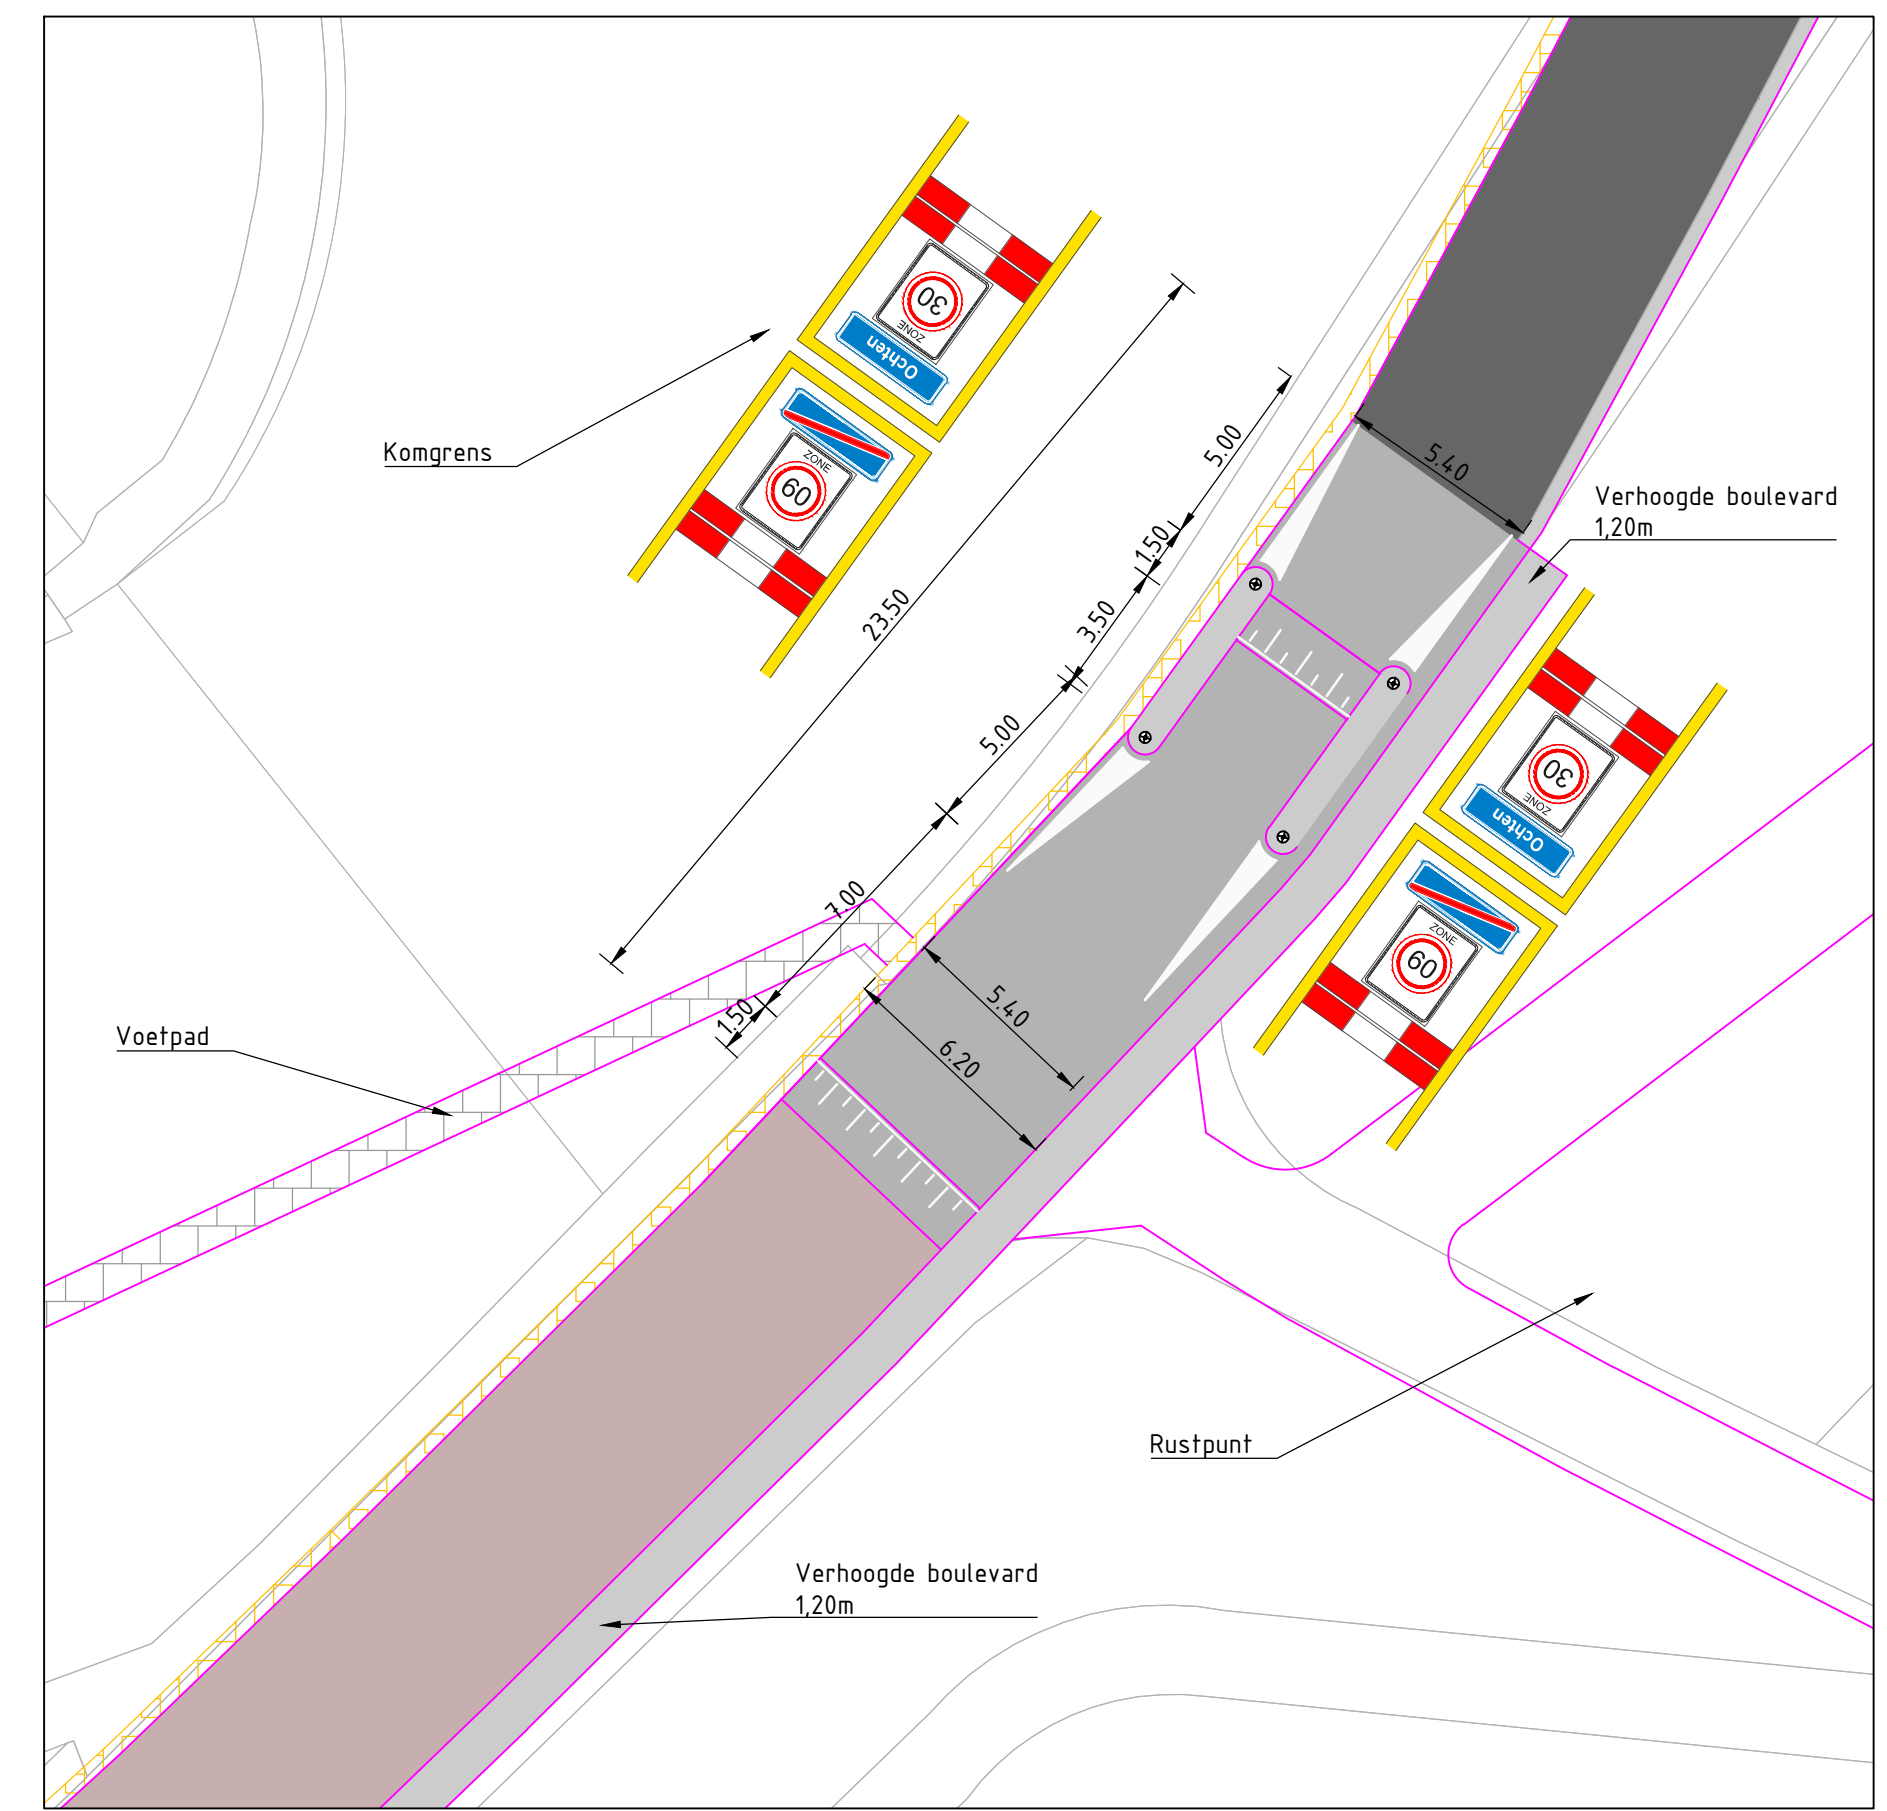 30
ZONE
Ochten
Komgrens
ZONE
60
23.50
5.00
1.50
3.50
5.00
7.00
1.50
5.40
Verhoogde boulevard
1,20m
30
ZONE
Ochten
ZONE
60
5.40
6.20
Voetpad
Rustpunt
Verhoogde boulevard
1,20m